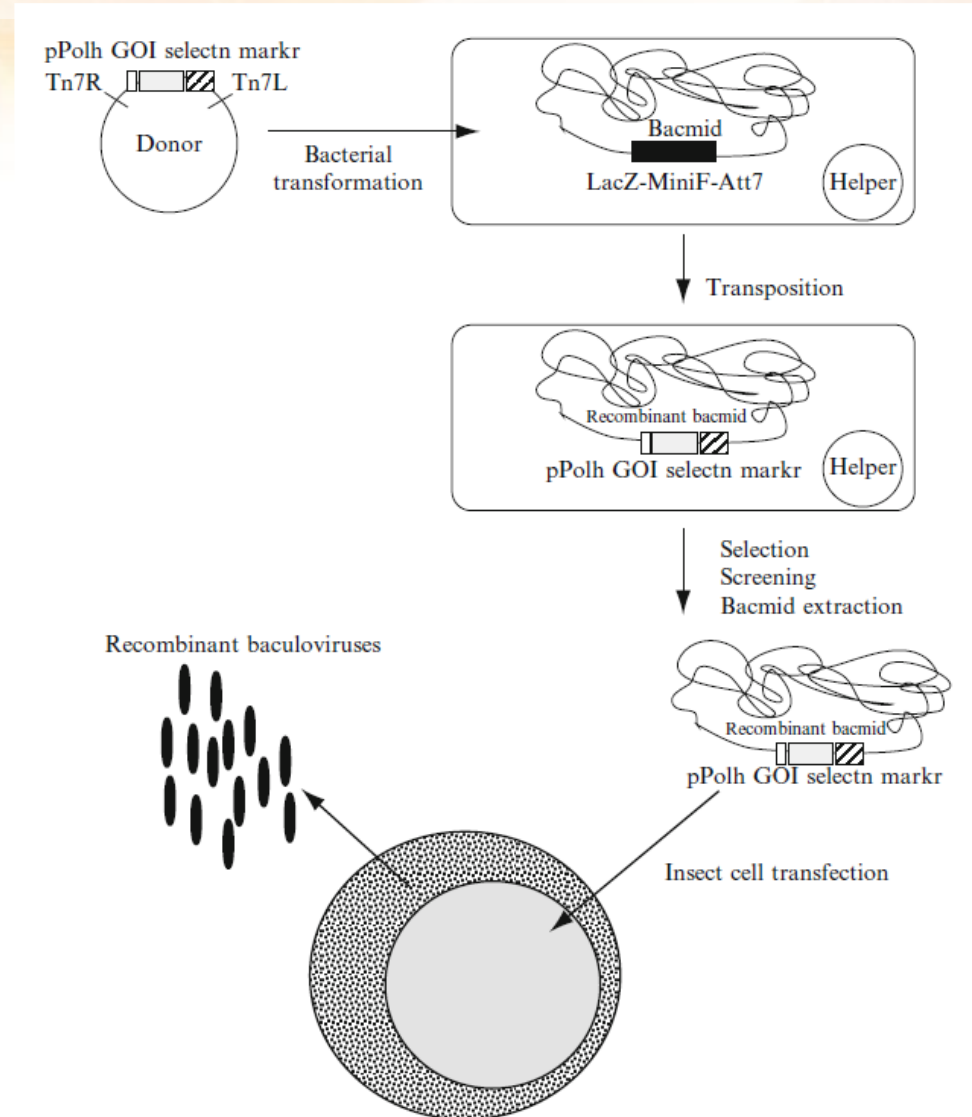 pPolh GOI selectn markr
Tn7R
Tn7L
Donor
Bacterial
transformation
Bacmid
LacZ-MiniF-Att7
Helper
Transposition
Recombinant bacmid
pPolh GOI selectn markr
Helper
Selection
Screening
Bacmid extraction
Recombinant baculoviruses
Recombinant bacmid
pPolh GOI selectn markr
Insect cell transfection